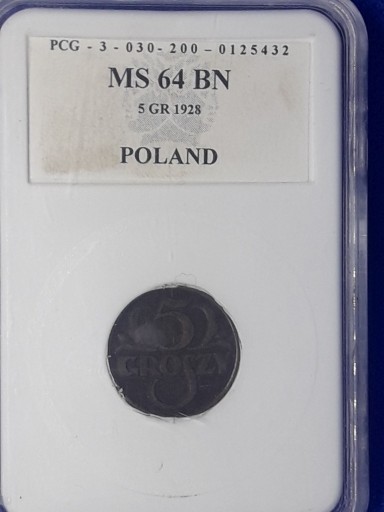 PCG - 3 - 030- 200 - 0125432
MS 64 BN
5 GR 1928
POLAND
5
GROSZY